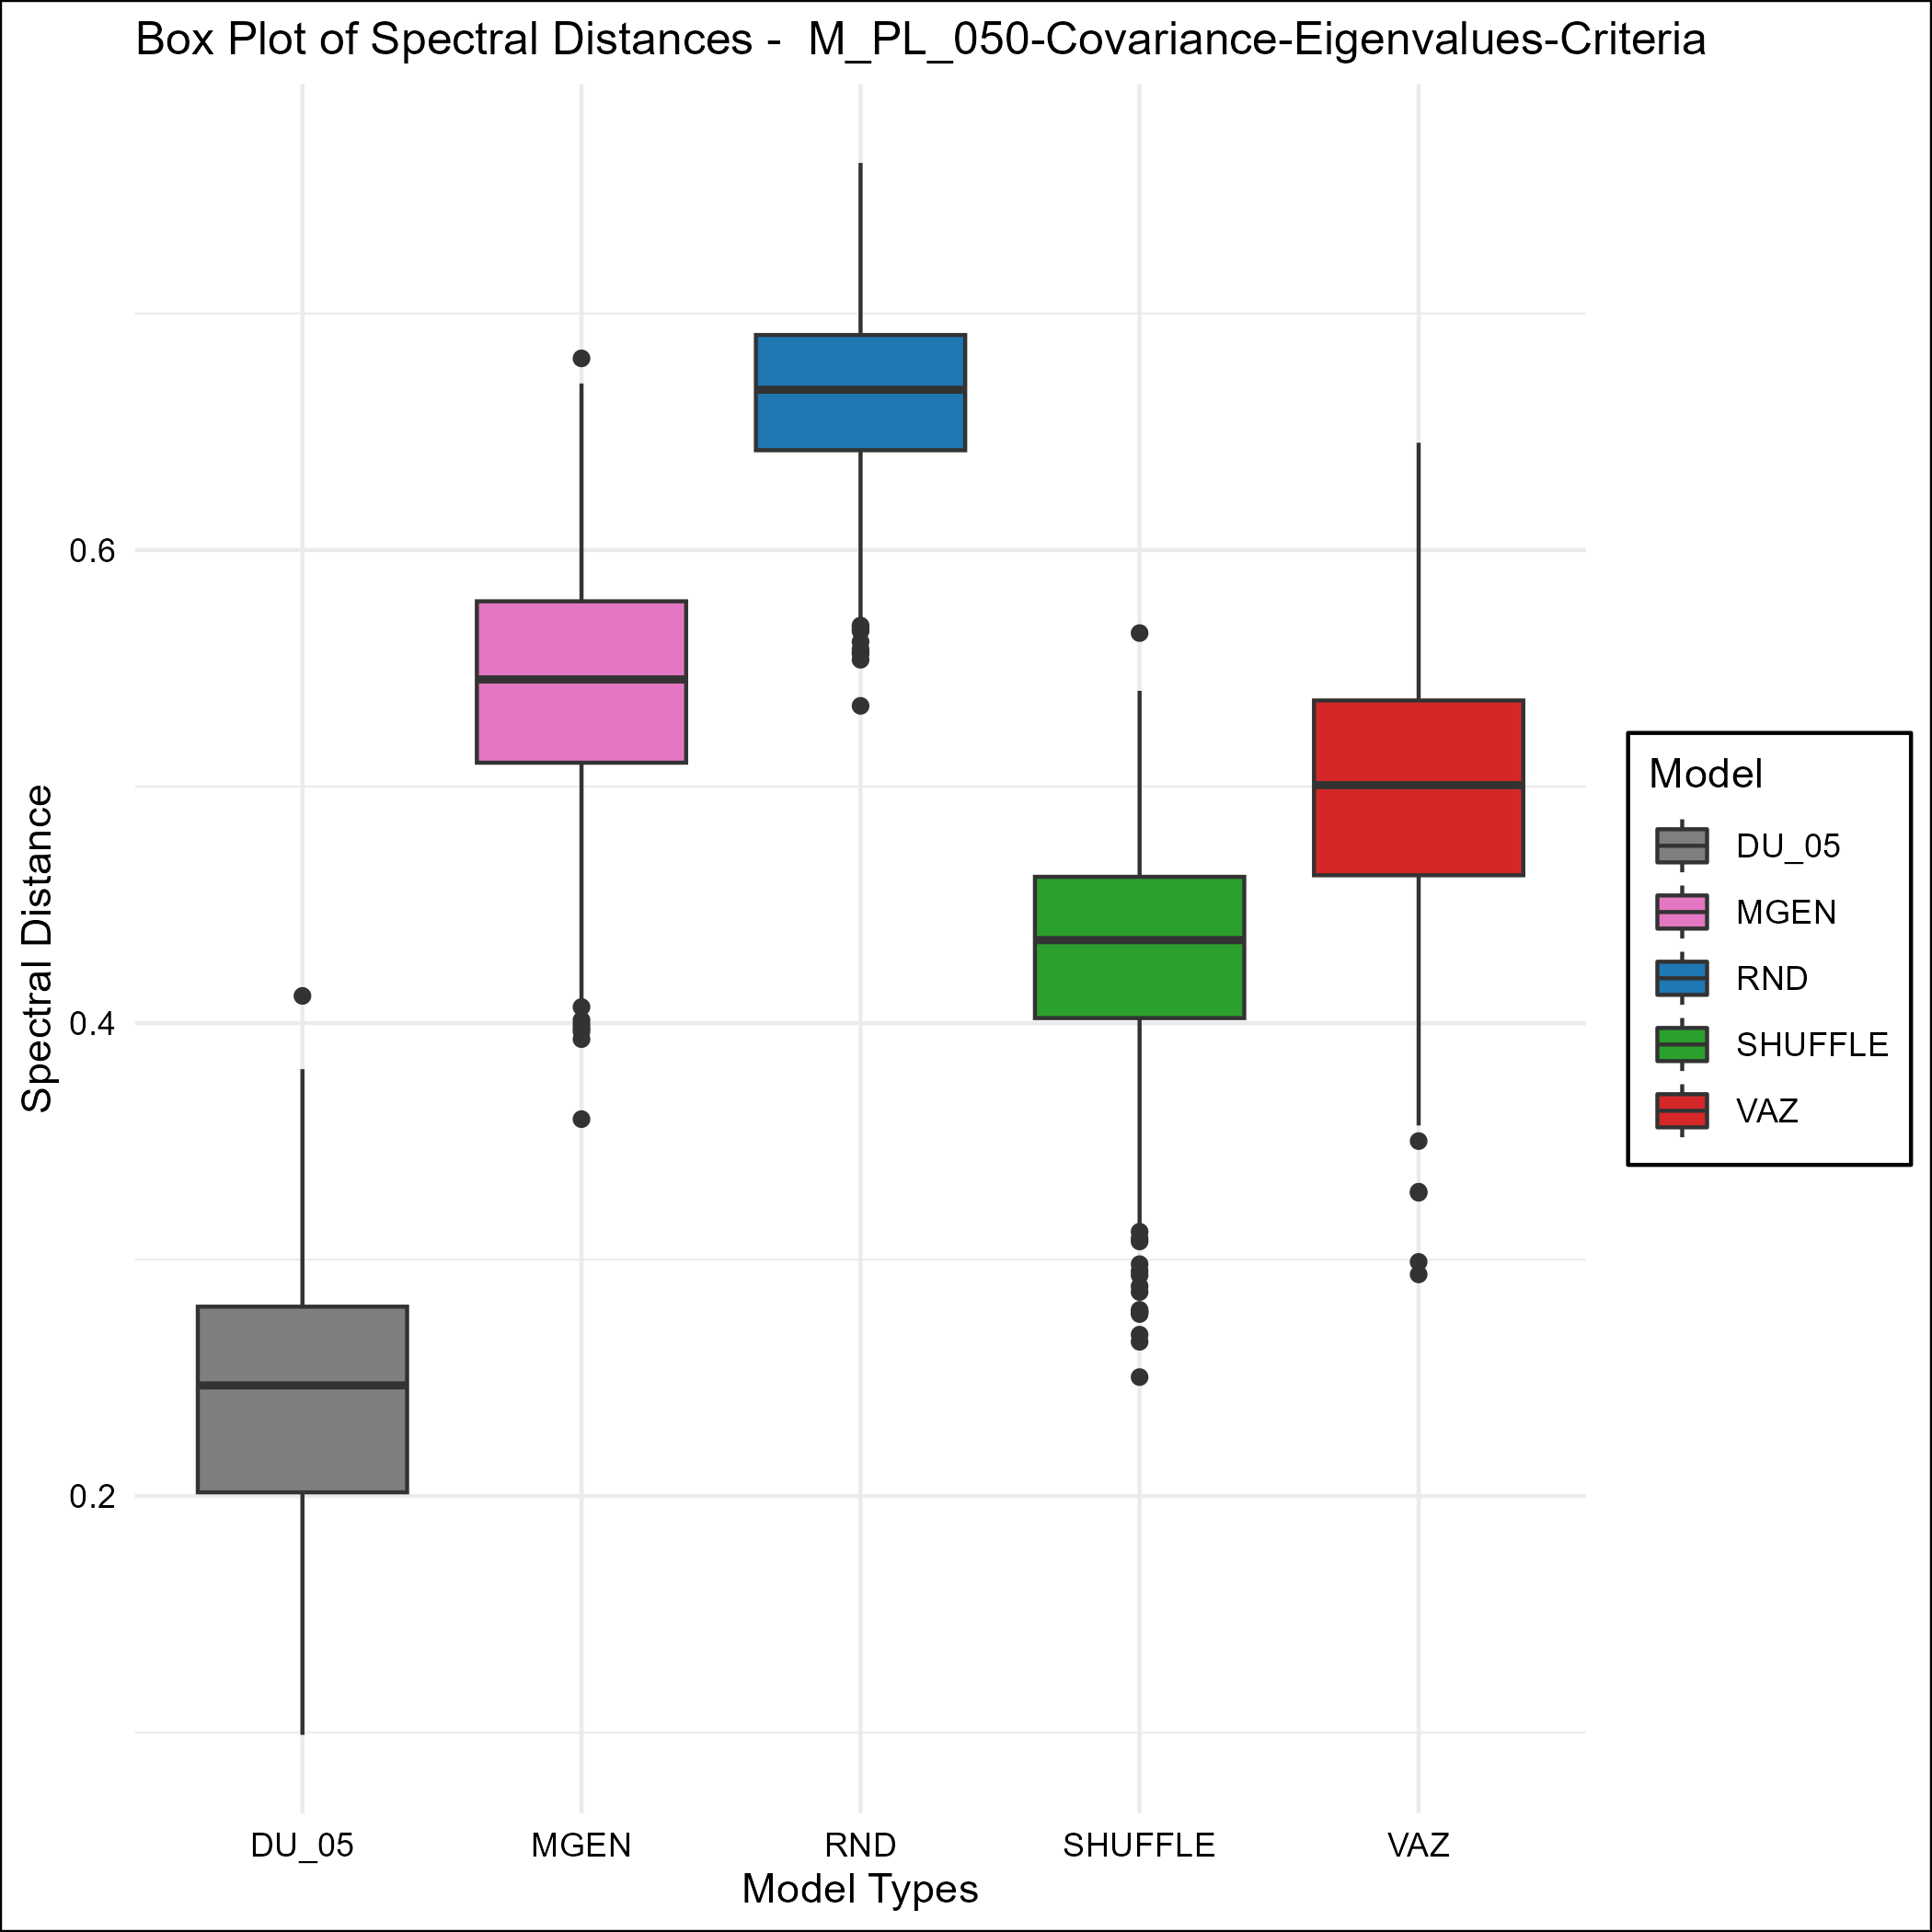 Box Plot of Spectral Distances -  M_PL_050-Covariance-Eigenvalues-Criteria
Spectral Distance
0.6
0.4
0.2
DU_05
MGEN
RND
SHUFFLE
VAZ
Model Types
Model
DU_05
MGEN
RND
SHUFFLE
VAZ